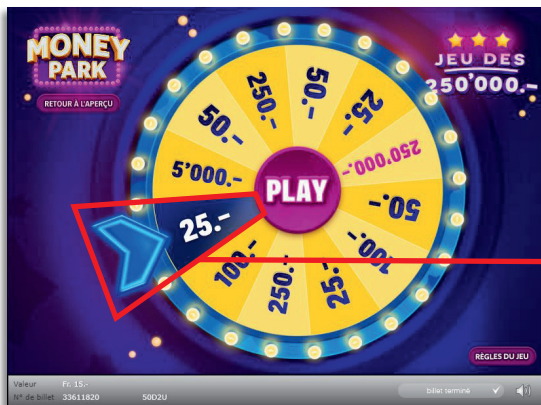 MONEY
PARK
RETOUR À L'APERÇU
JEU DES
250'000.-
50.-
25.-
250'000.-
50.-
100.-
25.-
250.-
100.-
25.-
5'000.-
50.-
250.-
PLAY
RÈGLES DU JEU
Valeur Fr. 15.-
N° de billet 33611820 50D2U
billet terminé